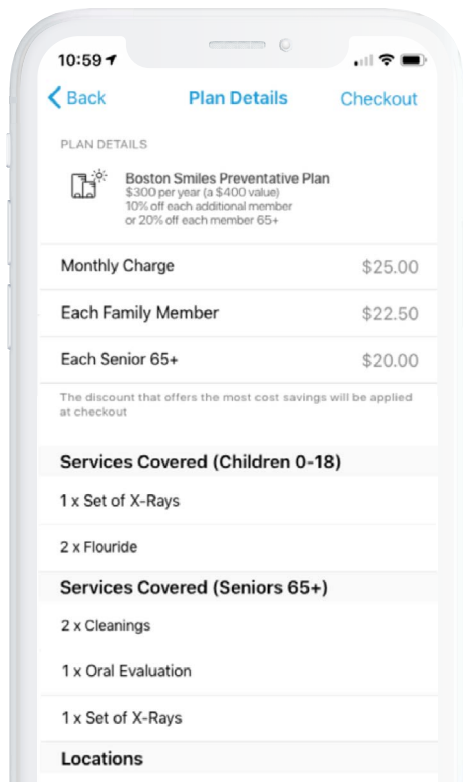 10:59
Back Plan Details Checkout
PLAN DETAILS
Boston Smiles Preventative Plan
$300 per year (a $400 value)
10% off each additional member
or 20% off each member 65+
Monthly Charge $25.00
Each Family Member $22.50
Each Senior 65+ $20.00
The discount that offers the most cost savings will be applied
at checkout
Services Covered (Children 0-18)
1 x Set of X-Rays
2 x Flouride
Services Covered (Seniors 65+)
2 x Cleanings
1 x Oral Evaluation
1 x Set of X-Rays
Locations